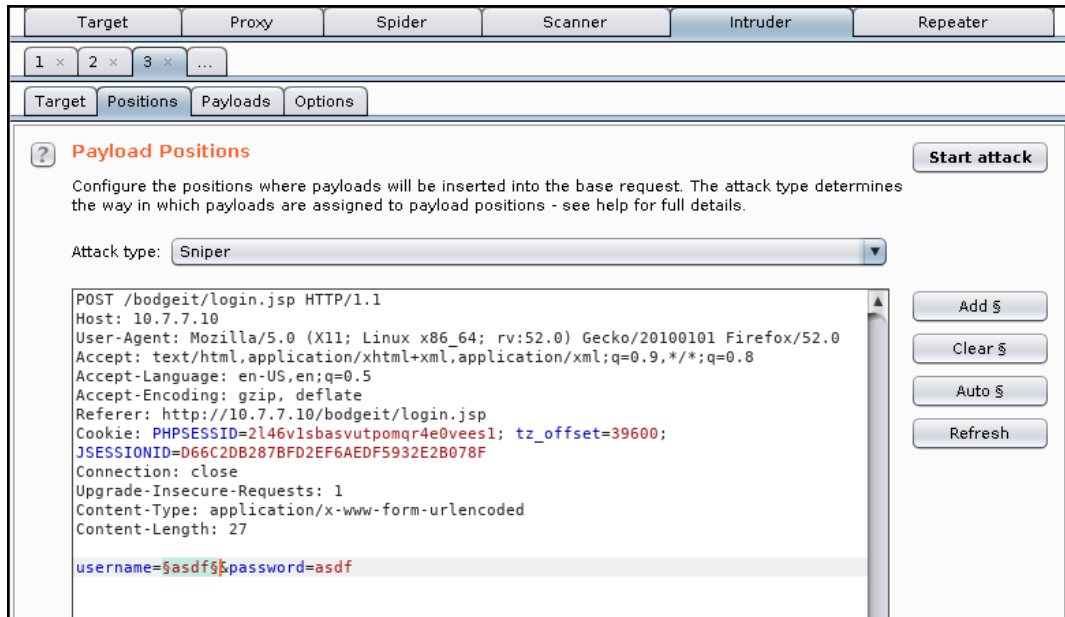 Target Proxy Spider Scanner Intruder Repeater
1 × 2 × 3 × ...
Target Positions Payloads Options
? Payload Positions Start attack
Configure the positions where payloads will be inserted into the base request. The attack type determines
the way in which payloads are assigned to payload positions - see help for full details.
Attack type: Sniper
POST /bodgeit/login.jsp HTTP/1.1
Host: 10.7.7.10
User-Agent: Mozilla/5.0 (X11; Linux x86_64; rv:52.0) Gecko/20100101 Firefox/52.0
Accept: text/html,application/xhtml+xml,application/xml;q=0.9,*/*;q=0.8
Accept-Language: en-US,en;q=0.5
Accept-Encoding: gzip, deflate
Referer: http://10.7.7.10/bodgeit/login.jsp
Cookie: PHPSESSID=2l46v1sbasvutpomqr4e0vees1; tz_offset=39600;
JSESSIONID=D66C2DB287BFD2EF6AEDF5932E2B078F
Connection: close
Upgrade-Insecure-Requests: 1
Content-Type: application/x-www-form-urlencoded
Content-Length: 27
username=§asdf§&password=asdf
Add §
Clear §
Auto §
Refresh